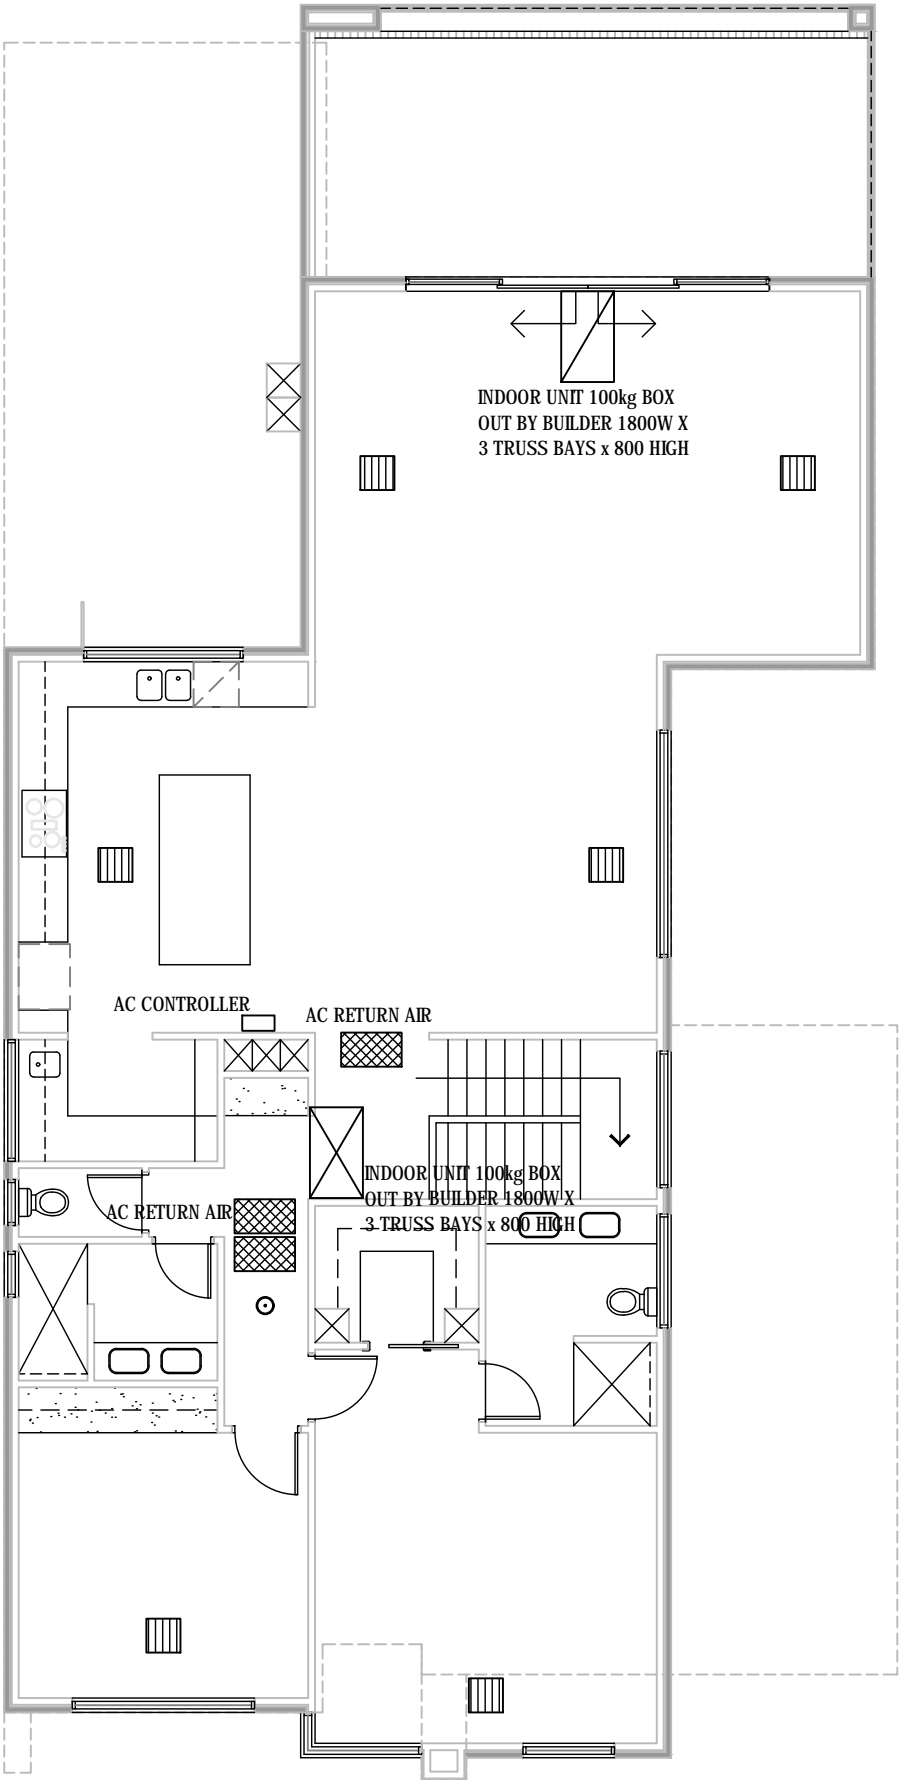 INDOOR UNIT 100kg BOX
OUT BY BUILDER 1800W X
3 TRUSS BAYS x 800 HIGH
AC CONTROLLER
AC RETURN AIR
INDOOR UNIT 100kg BOX
OUT BY BUILDER 1800W X
3 TRUSS BAYS x 800 HIGH
AC RETURN AIR